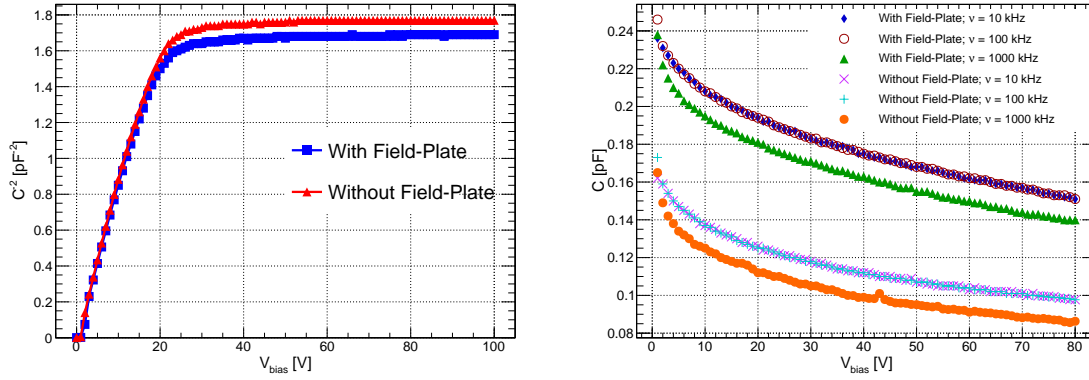 C⁻² [pF⁻²]
1.8
1.6
1.4
1.2
1
0.8
0.6
0.4
0.2
0
0 20 40 60 80 100
V_bias [V]
With Field-Plate
Without Field-Plate
C [pF]
0.24
0.22
0.2
0.18
0.16
0.14
0.12
0.1
0.08
0 10 20 30 40 50 60 70 80
V_bias [V]
With Field-Plate; ν = 10 kHz
With Field-Plate; ν = 100 kHz
With Field-Plate; ν = 1000 kHz
Without Field-Plate; ν = 10 kHz
Without Field-Plate; ν = 100 kHz
Without Field-Plate; ν = 1000 kHz